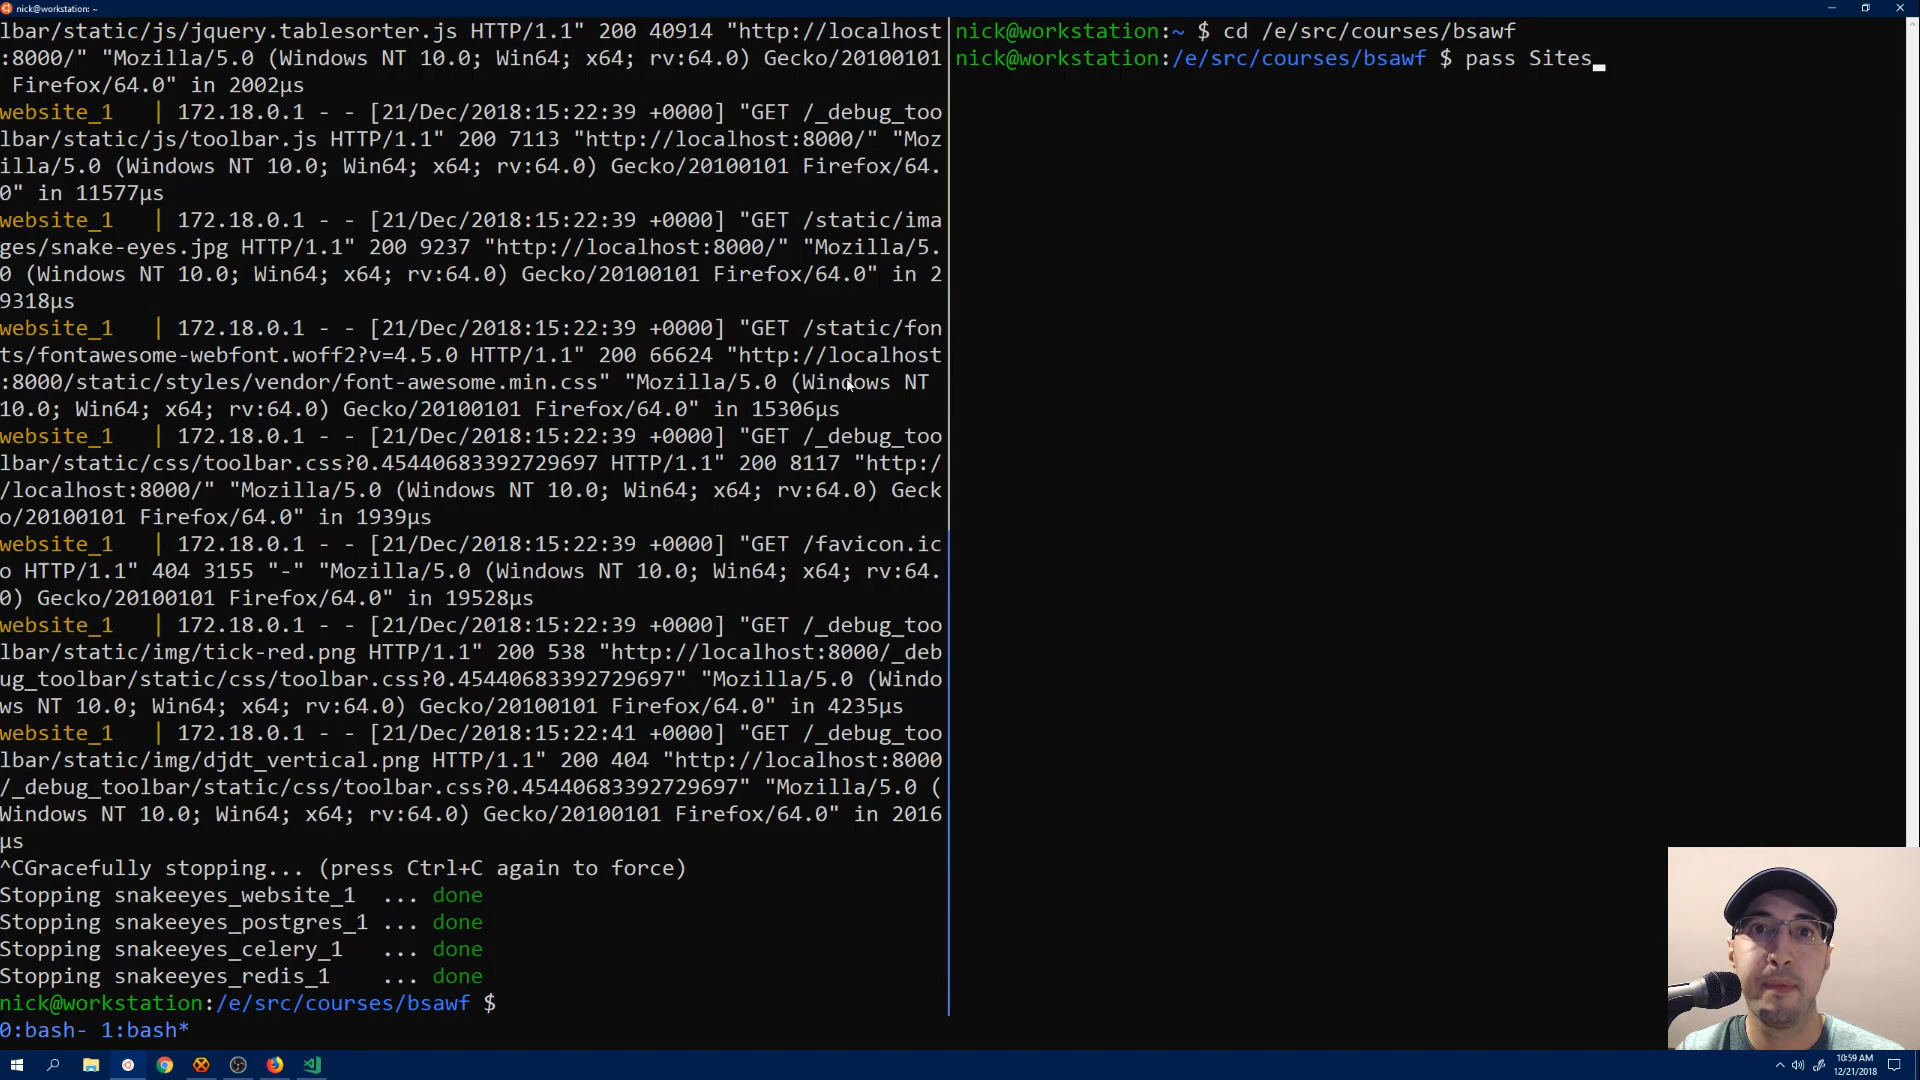 nick@workstation: ~
lbar/static/js/jquery.tablesorter.js HTTP/1.1" 200 40914 "http://localhost
:8000/" "Mozilla/5.0 (Windows NT 10.0; Win64; x64; rv:64.0) Gecko/20100101
Firefox/64.0" in 2002µs
website_1 | 172.18.0.1 - - [21/Dec/2018:15:22:39 +0000] "GET /_debug_too
lbar/static/js/toolbar.js HTTP/1.1" 200 7113 "http://localhost:8000/" "Moz
illa/5.0 (Windows NT 10.0; Win64; x64; rv:64.0) Gecko/20100101 Firefox/64.
0" in 11577µs
website_1 | 172.18.0.1 - - [21/Dec/2018:15:22:39 +0000] "GET /static/ima
ges/snake-eyes.jpg HTTP/1.1" 200 9237 "http://localhost:8000/" "Mozilla/5.
0 (Windows NT 10.0; Win64; x64; rv:64.0) Gecko/20100101 Firefox/64.0" in 2
9318µs
website_1 | 172.18.0.1 - - [21/Dec/2018:15:22:39 +0000] "GET /static/fon
ts/fontawesome-webfont.woff2?v=4.5.0 HTTP/1.1" 200 66624 "http://localhost
:8000/static/styles/vendor/font-awesome.min.css" "Mozilla/5.0 (Windows NT
10.0; Win64; x64; rv:64.0) Gecko/20100101 Firefox/64.0" in 15306µs
website_1 | 172.18.0.1 - - [21/Dec/2018:15:22:39 +0000] "GET /_debug_too
lbar/static/css/toolbar.css?0.45440683392729697 HTTP/1.1" 200 8117 "http:/
/localhost:8000/" "Mozilla/5.0 (Windows NT 10.0; Win64; x64; rv:64.0) Geck
o/20100101 Firefox/64.0" in 1939µs
website_1 | 172.18.0.1 - - [21/Dec/2018:15:22:39 +0000] "GET /favicon.ic
o HTTP/1.1" 404 3155 "-" "Mozilla/5.0 (Windows NT 10.0; Win64; x64; rv:64.
0) Gecko/20100101 Firefox/64.0" in 19528µs
website_1 | 172.18.0.1 - - [21/Dec/2018:15:22:39 +0000] "GET /_debug_too
lbar/static/img/tick-red.png HTTP/1.1" 200 538 "http://localhost:8000/_deb
ug_toolbar/static/css/toolbar.css?0.45440683392729697" "Mozilla/5.0 (Windo
ws NT 10.0; Win64; x64; rv:64.0) Gecko/20100101 Firefox/64.0" in 4235µs
website_1 | 172.18.0.1 - - [21/Dec/2018:15:22:41 +0000] "GET /_debug_too
lbar/static/img/djdt_vertical.png HTTP/1.1" 200 404 "http://localhost:8000
/_debug_toolbar/static/css/toolbar.css?0.45440683392729697" "Mozilla/5.0 (
Windows NT 10.0; Win64; x64; rv:64.0) Gecko/20100101 Firefox/64.0" in 2016
µs
^CGracefully stopping... (press Ctrl+C again to force)
Stopping snakeeyes_website_1 ... done
Stopping snakeeyes_postgres_1 ... done
Stopping snakeeyes_celery_1 ... done
Stopping snakeeyes_redis_1 ... done
nick@workstation:/e/src/courses/bsawf $
0:bash- 1:bash*
nick@workstation:~ $ cd /e/src/courses/bsawf
nick@workstation:/e/src/courses/bsawf $ pass Sites_
10:59 AM
12/21/2018